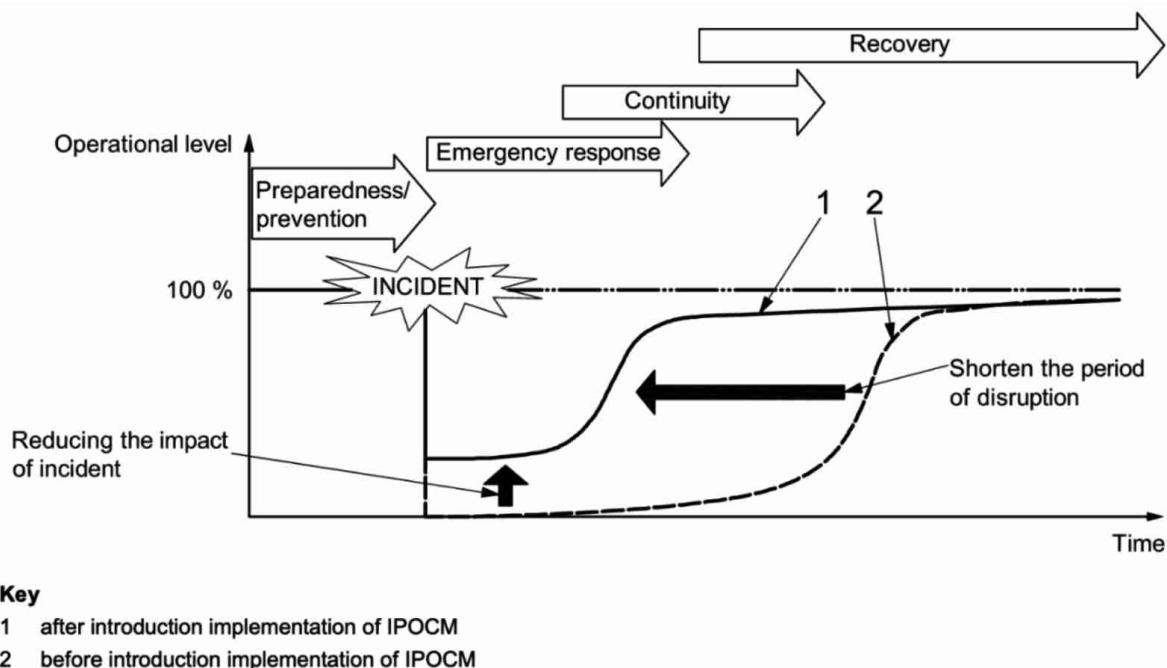 Recovery
Continuity
Operational level
Emergency response
Preparedness/
prevention
1 2
INCIDENT
100 %
Shorten the period
of disruption
Reducing the impact
of incident
Time
Key
1 after introduction implementation of IPOCM
2 before introduction implementation of IPOCM